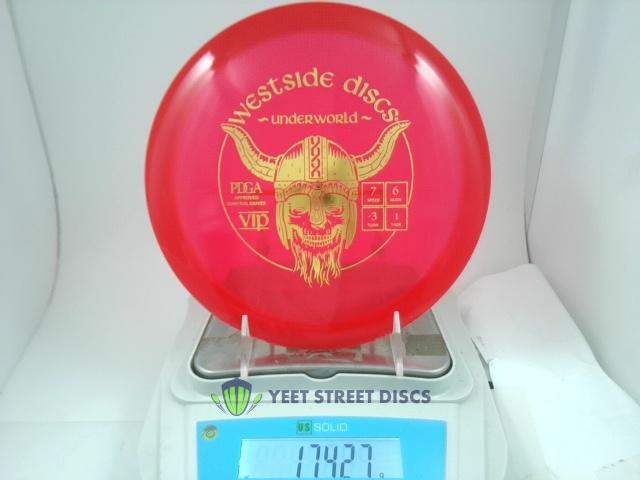 westside discs
~underworld~
PDGA
APPROVED
VIP
7
SPEED
6
GLIDE
-3
TURN
1
FADE
YEET STREET DISCS
US SOLID
174.27
g